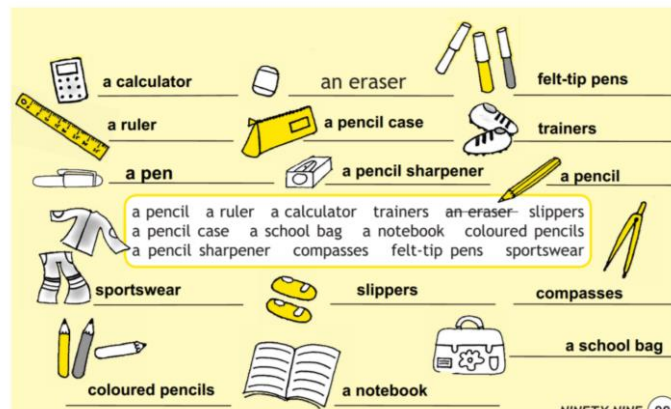 a calculator
an eraser
felt-tip pens
a ruler
a pencil case
trainers
a pen
a pencil sharpener
a pencil
a pencil a ruler a calculator trainers an eraser slippers
a pencil case a school bag a notebook coloured pencils
a pencil sharpener compasses felt-tip pens sportswear
sportswear
slippers
compasses
a school bag
coloured pencils
a notebook
NINETY-NINE